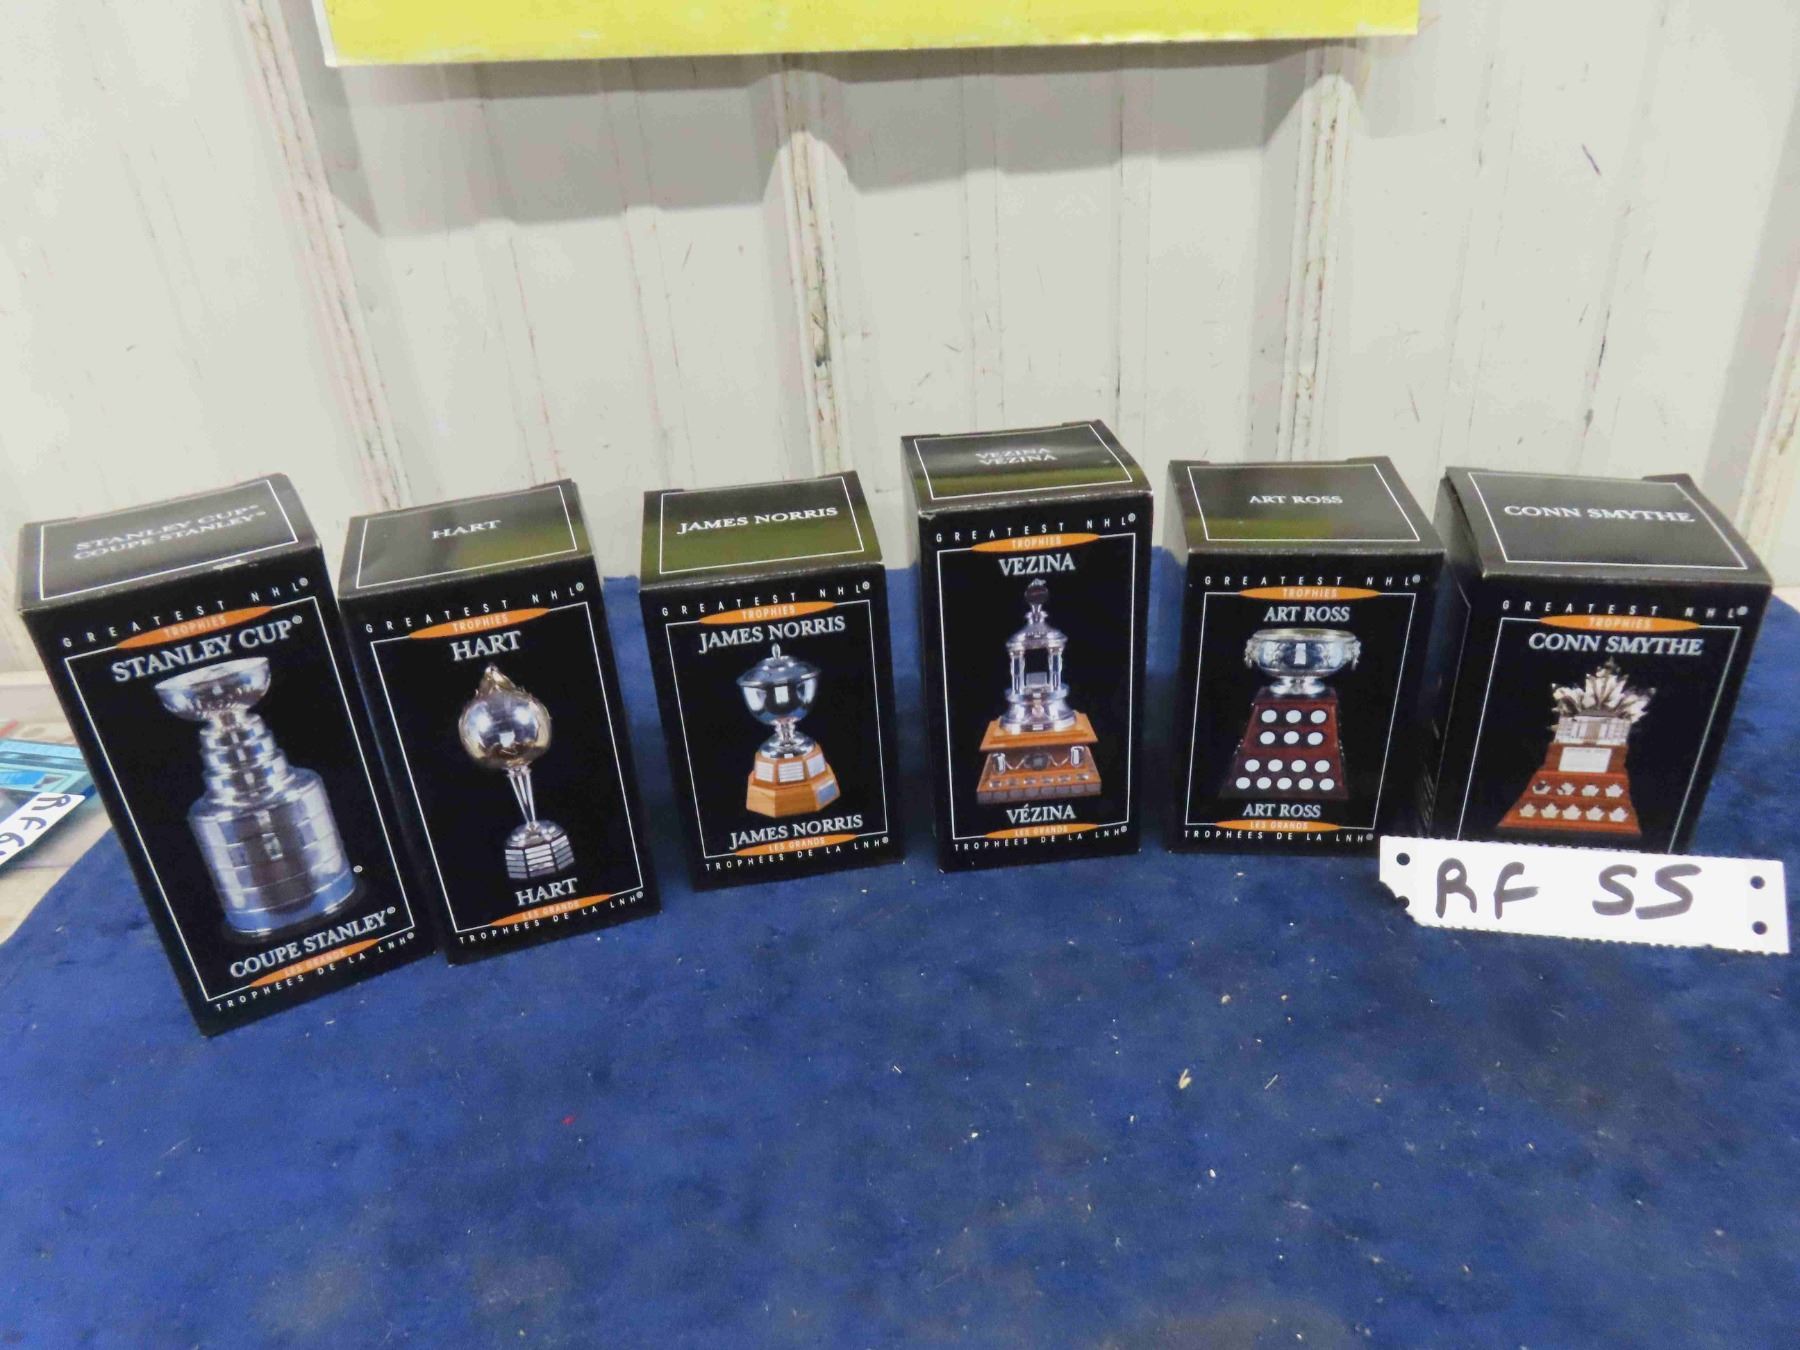 STANLEY CUP®
COUPE STANLEY®
GREATEST NHL®
TROPHIES
STANLEY CUP®
COUPE STANLEY®
LES GRANDS
TROPHÉES DE LA LNH®
HART
GREATEST NHL®
TROPHIES
HART
HART
LES GRANDS
TROPHÉES DE LA LNH®
JAMES NORRIS
GREATEST NHL®
TROPHIES
JAMES NORRIS
JAMES NORRIS
LES GRANDS
TROPHÉES DE LA LNH®
VEZINA
VÉZINA
GREATEST NHL®
TROPHIES
VEZINA
VÉZINA
LES GRANDS
TROPHÉES DE LA LNH®
ART ROSS
GREATEST NHL®
TROPHIES
ART ROSS
ART ROSS
LES GRANDS
TROPHÉES DE LA LNH®
CONN SMYTHE
GREATEST NHL®
TROPHIES
CONN SMYTHE
RF 55